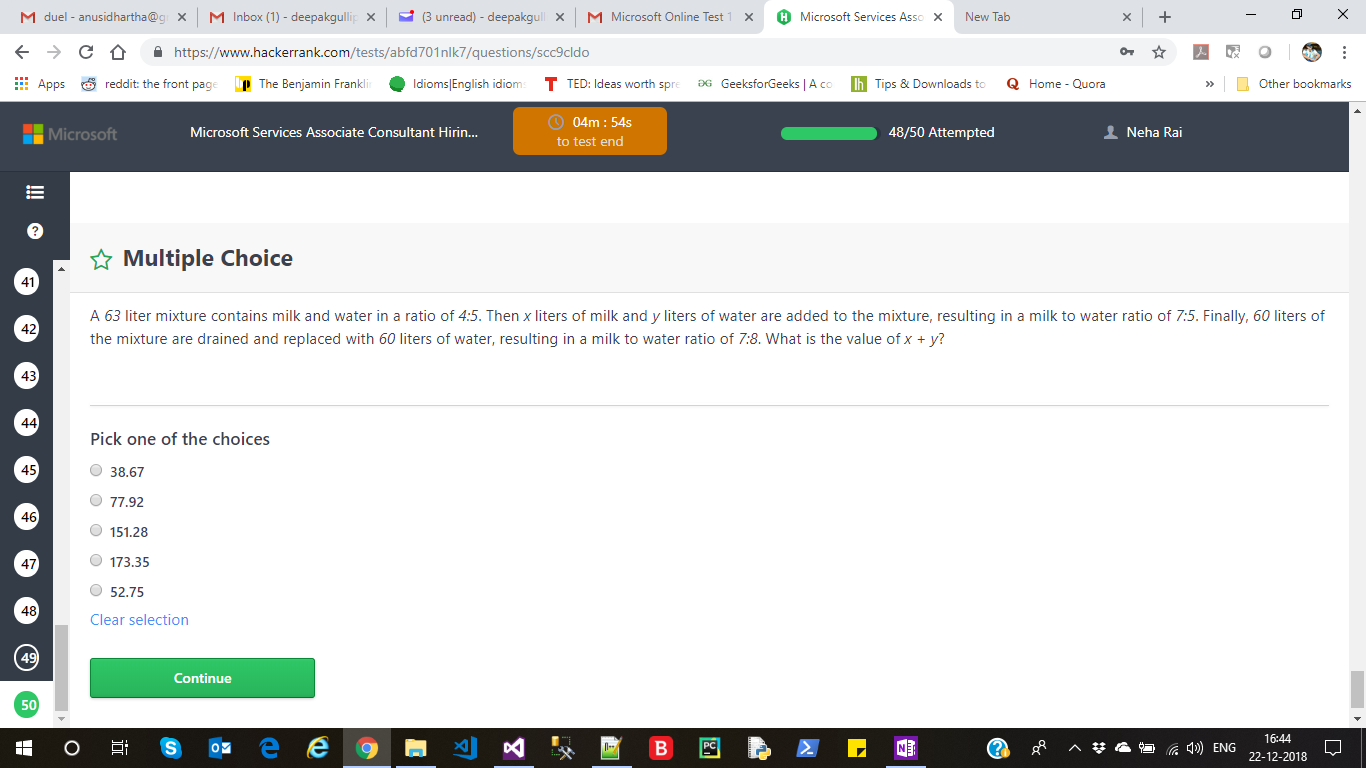 duel - anusidhartha@g
Inbox (1) - deepakgullip
(3 unread) - deepakgull
Microsoft Online Test 1
Microsoft Services Asso
New Tab
https://www.hackerrank.com/tests/abfd701nlk7/questions/scc9cldo
Apps
reddit: the front page
The Benjamin Franklin
Idioms|English idiom
TED: Ideas worth spre
GeeksforGeeks | A co
Tips & Downloads to
Home - Quora
»
Other bookmarks
Microsoft
Microsoft Services Associate Consultant Hirin...
04m : 54s
to test end
48/50 Attempted
Neha Rai
?
41
42
43
44
45
46
47
48
49
50
Multiple Choice
A 63 liter mixture contains milk and water in a ratio of 4:5. Then x liters of milk and y liters of water are added to the mixture, resulting in a milk to water ratio of 7:5. Finally, 60 liters of
the mixture are drained and replaced with 60 liters of water, resulting in a milk to water ratio of 7:8. What is the value of x + y?
Pick one of the choices
38.67
77.92
151.28
173.35
52.75
Clear selection
Continue
ENG
16:44
22-12-2018